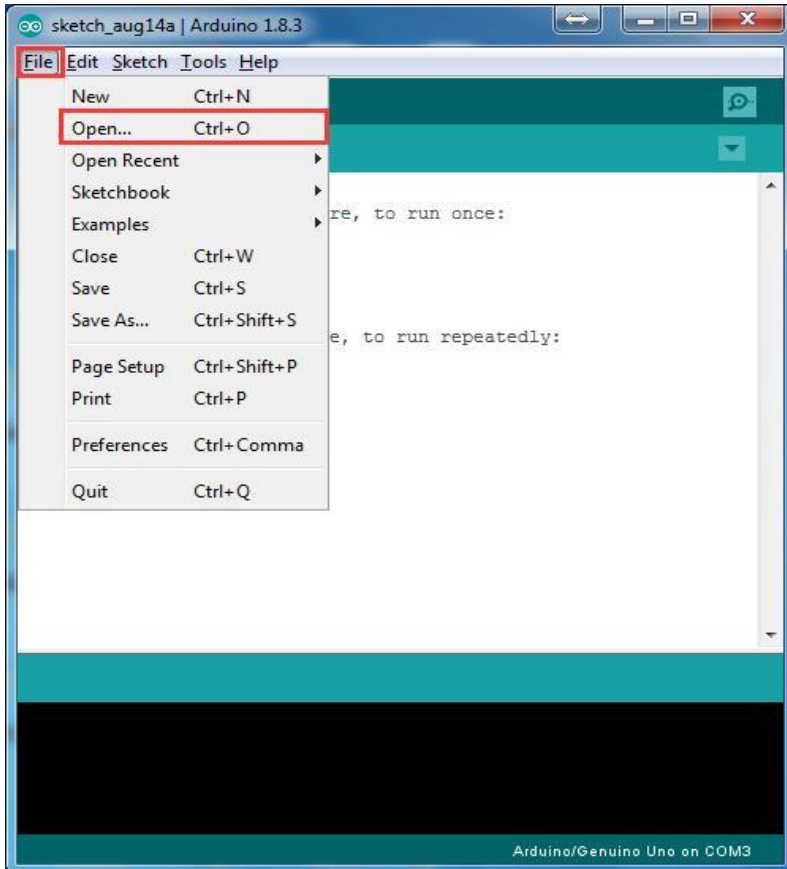 sketch_aug14a | Arduino 1.8.3
File Edit Sketch Tools Help
New Ctrl+N
Open... Ctrl+O
Open Recent
Sketchbook
Examples
Close Ctrl+W
Save Ctrl+S
Save As... Ctrl+Shift+S
Page Setup Ctrl+Shift+P
Print Ctrl+P
Preferences Ctrl+Comma
Quit Ctrl+Q
re, to run once:
e, to run repeatedly:
Arduino/Genuino Uno on COM3